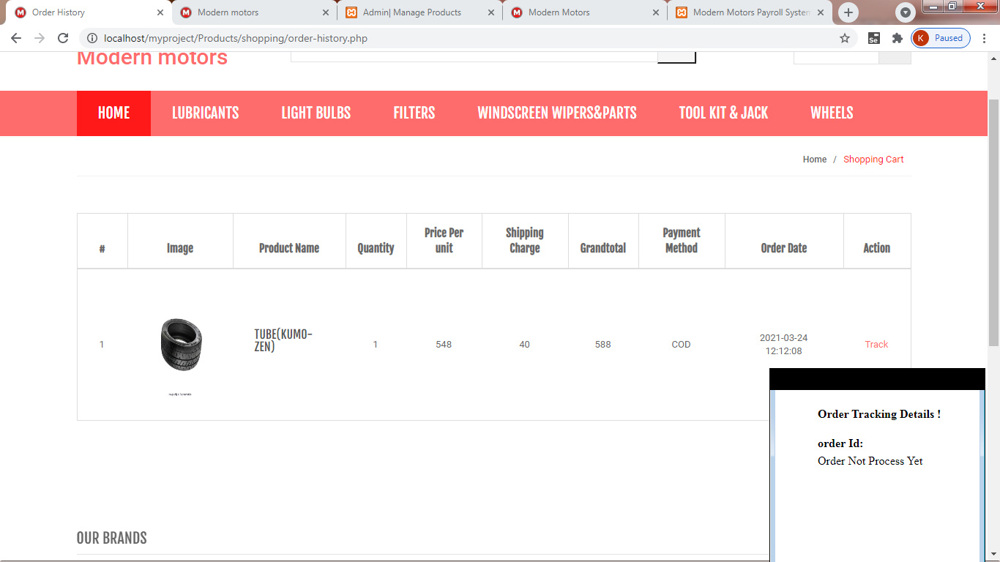 Order History
Modern motors
Admin| Manage Products
Modern Motors
Modern Motors Payroll System
localhost/myproject/Products/shopping/order-history.php
Se
K
Paused
Modern motors
HOME
LUBRICANTS
LIGHT BULBS
FILTERS
WINDSCREEN WIPERS&PARTS
TOOL KIT & JACK
WHEELS
Home / Shopping Cart
#
Image
Product Name
Quantity
Price Per
unit
Shipping
Charge
Grandtotal
Payment
Method
Order Date
Action
1
TUBE(KUMO-
ZEN)
1
548
40
588
COD
2021-03-24
12:12:08
Track
Order Tracking Details !
order Id:
Order Not Process Yet
OUR BRANDS